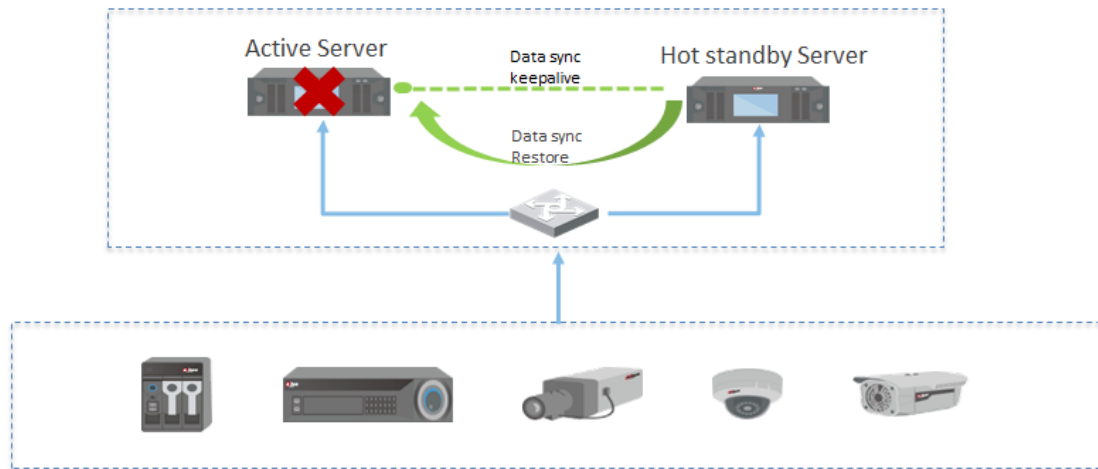 Active Server
Data sync
keepalive
Hot standby Server
Data sync
Restore